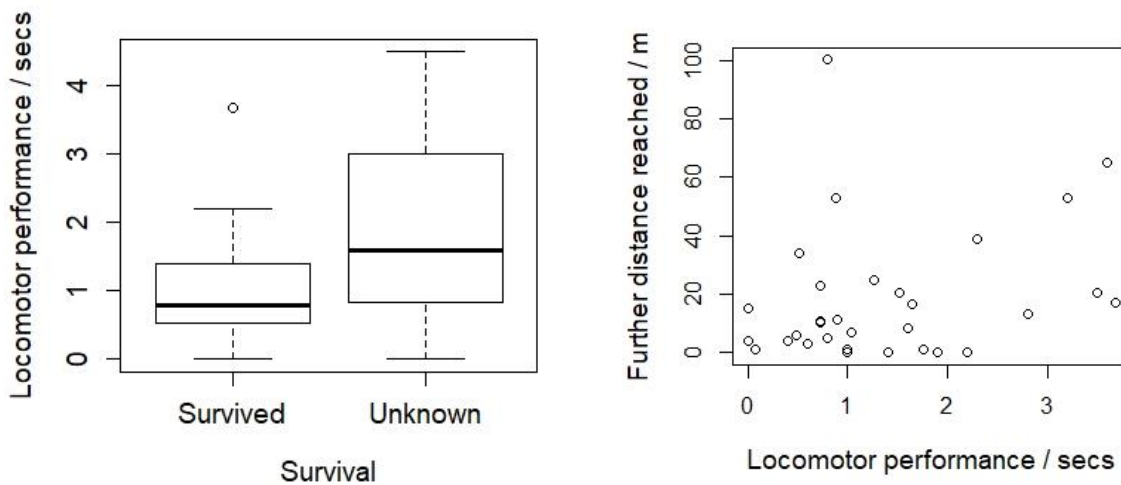 Locomotor performance / secs
4
3
2
1
0
Survived Unknown
Survival
Further distance reached / m
100
80
60
40
20
0
0 1 2 3
Locomotor performance / secs